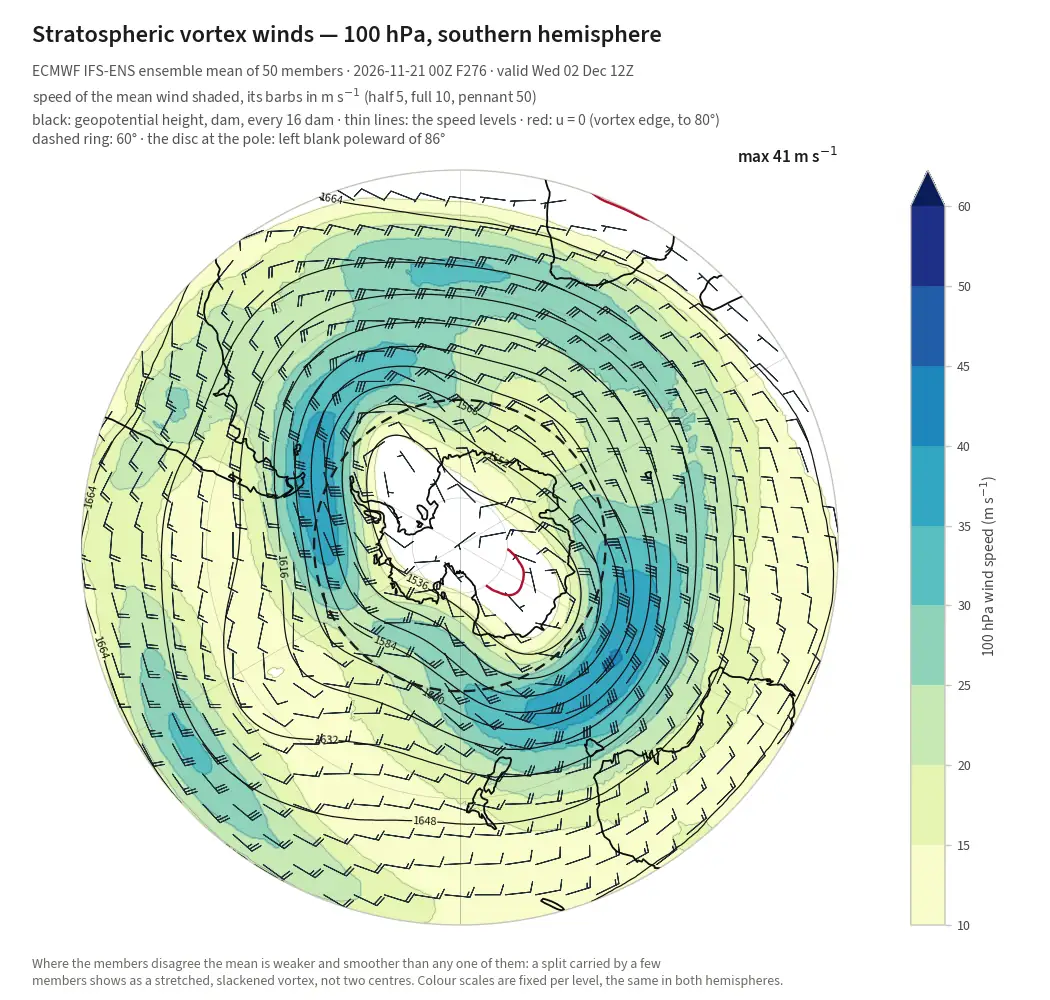 Stratospheric vortex winds — 100 hPa, southern hemisphere
ECMWF IFS-ENS ensemble mean of 50 members · 2026-11-21 00Z F276 · valid Wed 02 Dec 12Z
speed of the mean wind shaded, its barbs in m s⁻¹ (half 5, full 10, pennant 50)
black: geopotential height, dam, every 16 dam · thin lines: the speed levels · red: u = 0 (vortex edge, to 80°)
dashed ring: 60° · the disc at the pole: left blank poleward of 86°
max 41 m s⁻¹
1664
1664
1664
1616
1536
1584
1632
1648
60
50
45
40
35
30
25
20
15
10
100 hPa wind speed (m s⁻¹)
Where the members disagree the mean is weaker and smoother than any one of them: a split carried by a few
members shows as a stretched, slackened vortex, not two centres. Colour scales are fixed per level, the same in both hemispheres.